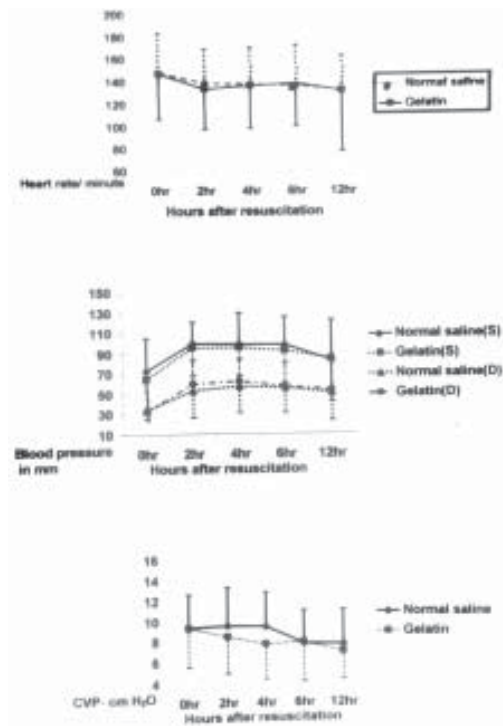 200
180
160
140
120
100
80
60
Normal saline
Gelatin
Heart rate/ minute
0hr 2hr 4hr 6hr 12hr
Hours after resuscitation
150
130
110
90
70
50
30
10
Normal saline(S)
Gelatin(S)
Normal saline(D)
Gelatin(D)
Blood pressure
in mm
0hr 2hr 4hr 6hr 12hr
Hours after resuscitation
16
14
12
10
8
6
4
Normal saline
Gelatin
CVP- cm H₂O
0hr 2hr 4hr 6hr 12hr
Hours after resuscitation